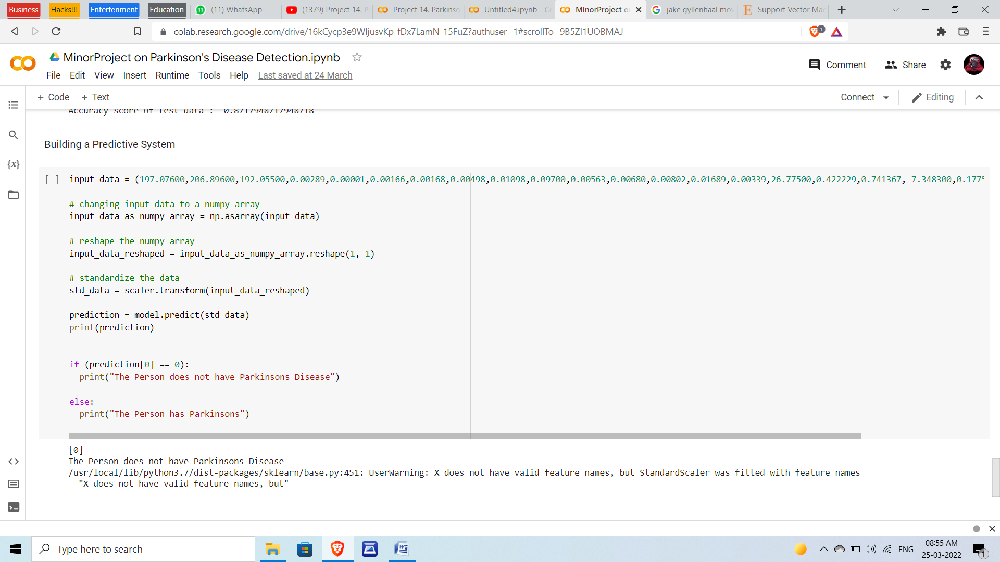 Business Hacks!!! Entertenment Education (11) WhatsApp (1379) Project 14. P Project 14. Parkinso Untitled4.ipynb - Co MinorProject o jake gyllenhaal mov Support Vector Mac
colab.research.google.com/drive/16kCycp3e9WIjusvKp_fDx7LamN-15FuZ?authuser=1#scrollTo=9B5Zl1UOBMAJ
MinorProject on Parkinson's Disease Detection.ipynb
File Edit View Insert Runtime Tools Help Last saved at 24 March
Comment Share
+ Code + Text Connect Editing
Accuracy score of test data : 0.8717948717948718
Building a Predictive System
[ ] input_data = (197.07600,206.89600,192.05500,0.00289,0.00001,0.00166,0.00168,0.00498,0.01098,0.09700,0.00563,0.00680,0.00802,0.01689,0.00339,26.77500,0.422229,0.741367,-7.348300,0.1775
# changing input data to a numpy array
input_data_as_numpy_array = np.asarray(input_data)
# reshape the numpy array
input_data_reshaped = input_data_as_numpy_array.reshape(1,-1)
# standardize the data
std_data = scaler.transform(input_data_reshaped)
prediction = model.predict(std_data)
print(prediction)
if (prediction[0] == 0):
print("The Person does not have Parkinsons Disease")
else:
print("The Person has Parkinsons")
[0]
The Person does not have Parkinsons Disease
/usr/local/lib/python3.7/dist-packages/sklearn/base.py:451: UserWarning: X does not have valid feature names, but StandardScaler was fitted with feature names
"X does not have valid feature names, but"
Type here to search
ENG
08:55 AM
25-03-2022
1